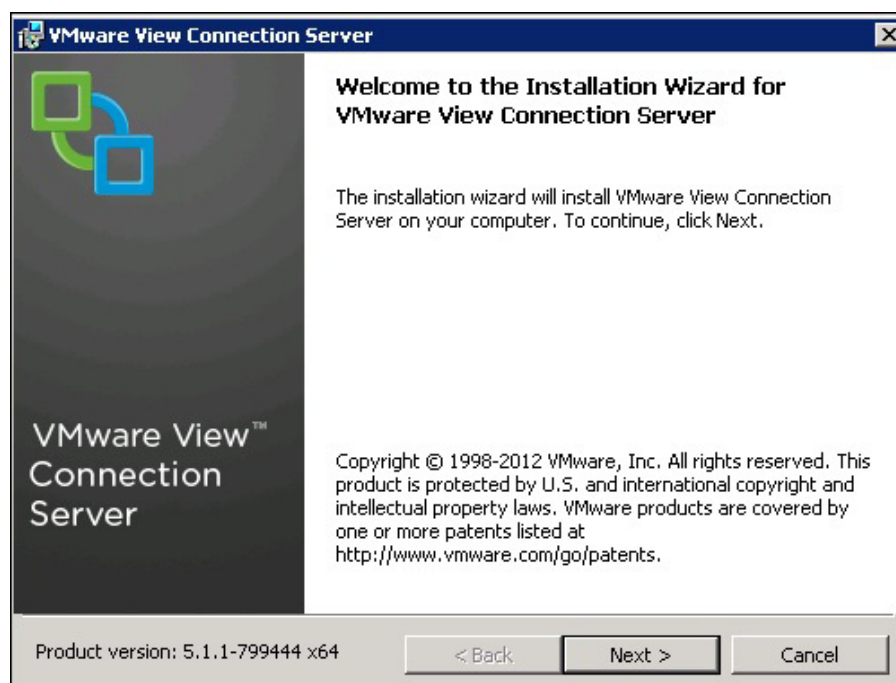 VMware View Connection Server
Welcome to the Installation Wizard for
VMware View Connection Server
The installation wizard will install VMware View Connection
Server on your computer. To continue, click Next.
VMware View™
Connection
Server
Copyright © 1998-2012 VMware, Inc. All rights reserved. This
product is protected by U.S. and international copyright and
intellectual property laws. VMware products are covered by
one or more patents listed at
http://www.vmware.com/go/patents.
Product version: 5.1.1-799444 x64
< Back
Next >
Cancel